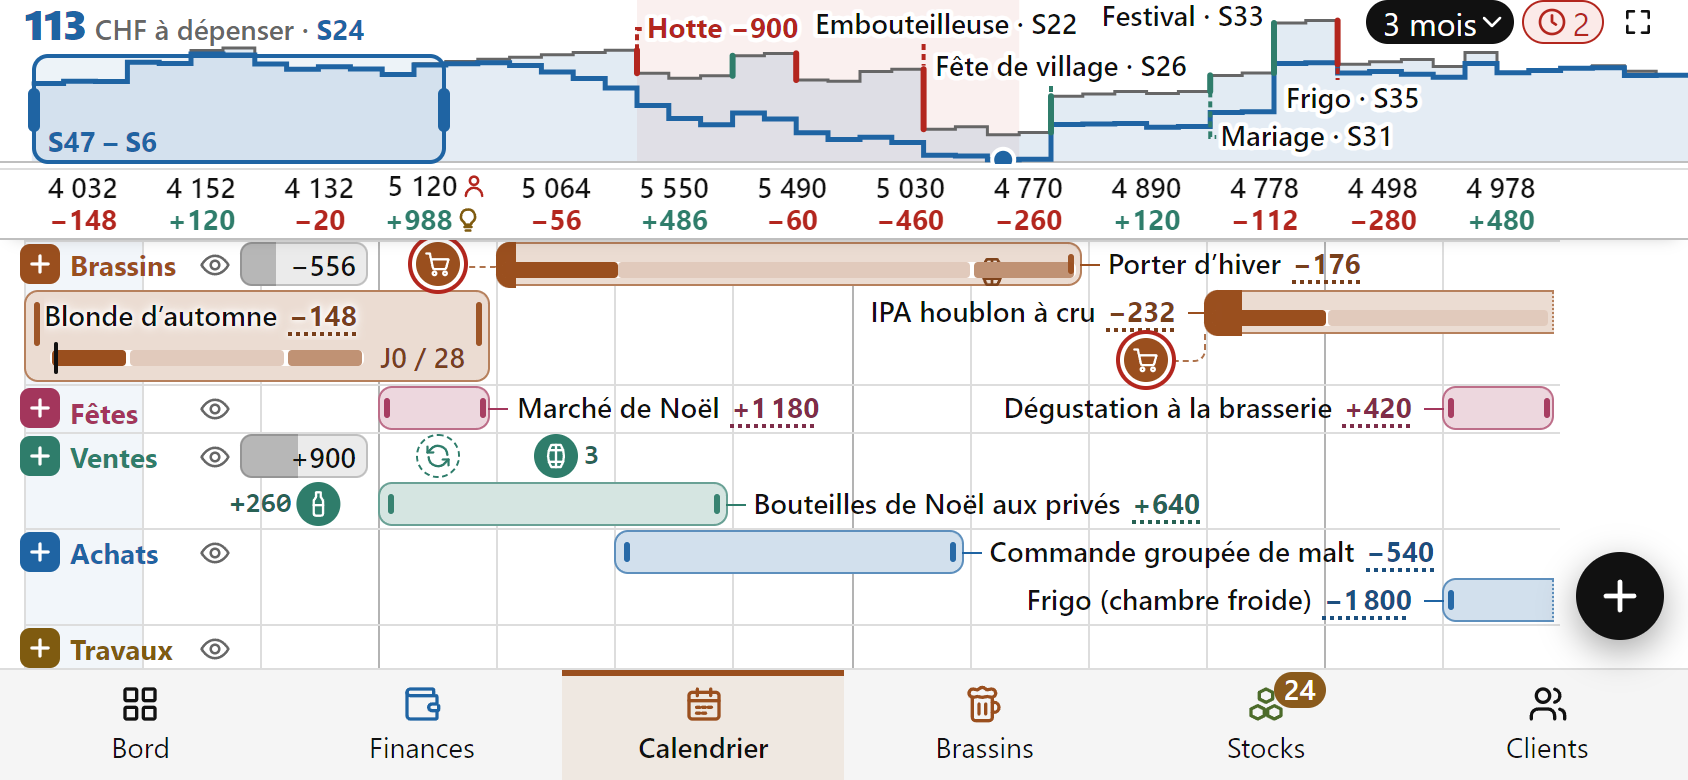 113 CHF à dépenser · S24
Hotte −900
Embouteilleuse · S22
Festival · S33
3 mois
2
Fête de village · S26
Frigo · S35
Mariage · S31
S47 – S6
4 032 4 152 4 132 5 120 5 064 5 550 5 490 5 030 4 770 4 890 4 778 4 498 4 978
−148 +120 −20 +988 −56 +486 −60 −460 −260 +120 −112 −280 +480
Brassins −556
Porter d’hiver −176
Blonde d’automne −148
IPA houblon à cru −232
J0 / 28
Fêtes
Marché de Noël +1 180
Dégustation à la brasserie +420
Ventes +900
3
+260
Bouteilles de Noël aux privés +640
Achats
Commande groupée de malt −540
Frigo (chambre froide) −1 800
Travaux
24
Bord Finances Calendrier Brassins Stocks Clients